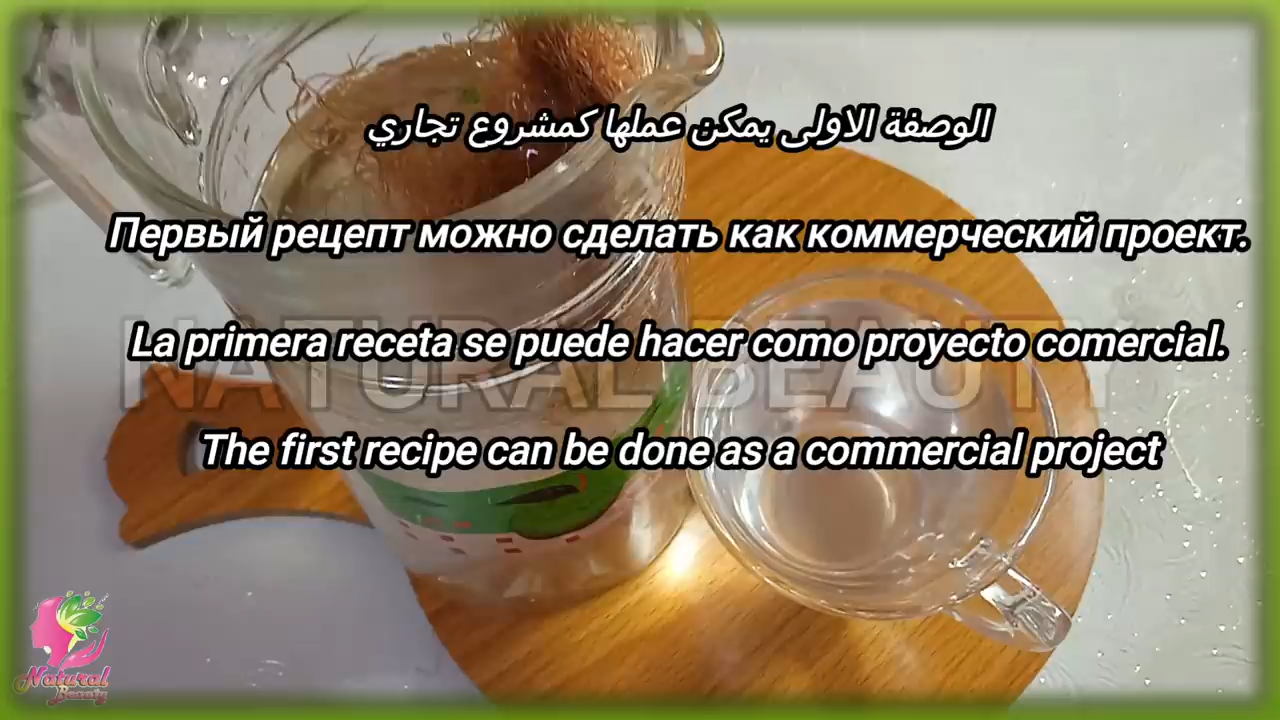 الوصفة الاولى يمكن عملها كمشروع تجاري
Первый рецепт можно сделать как коммерческий проект.
La primera receta se puede hacer como proyecto comercial.
NATURAL BEAUTY
The first recipe can be done as a commercial project
Natural
Beauty